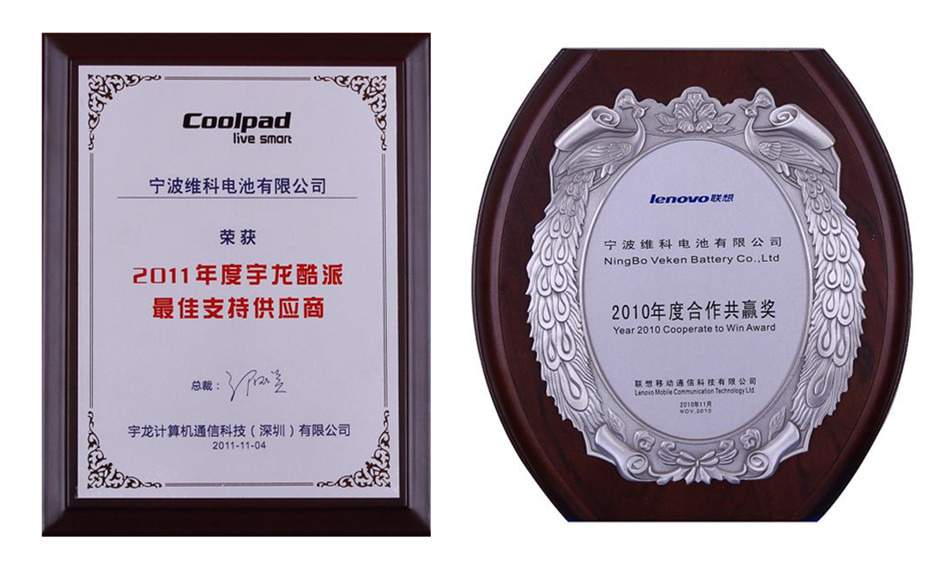 Coolpad
live smart
宁波维科电池有限公司
荣获
2011年度宇龙酷派
最佳支持供应商
总裁：
宇龙计算机通信科技（深圳）有限公司
2011-11-04
lenovo联想
宁波维科电池有限公司
NingBo Veken Battery Co.,Ltd
2010年度合作共赢奖
Year 2010 Cooperate to Win Award
联想移动通信科技有限公司
Lenovo Mobile Communication Technology Ltd.
2010年11月
NOV.2010